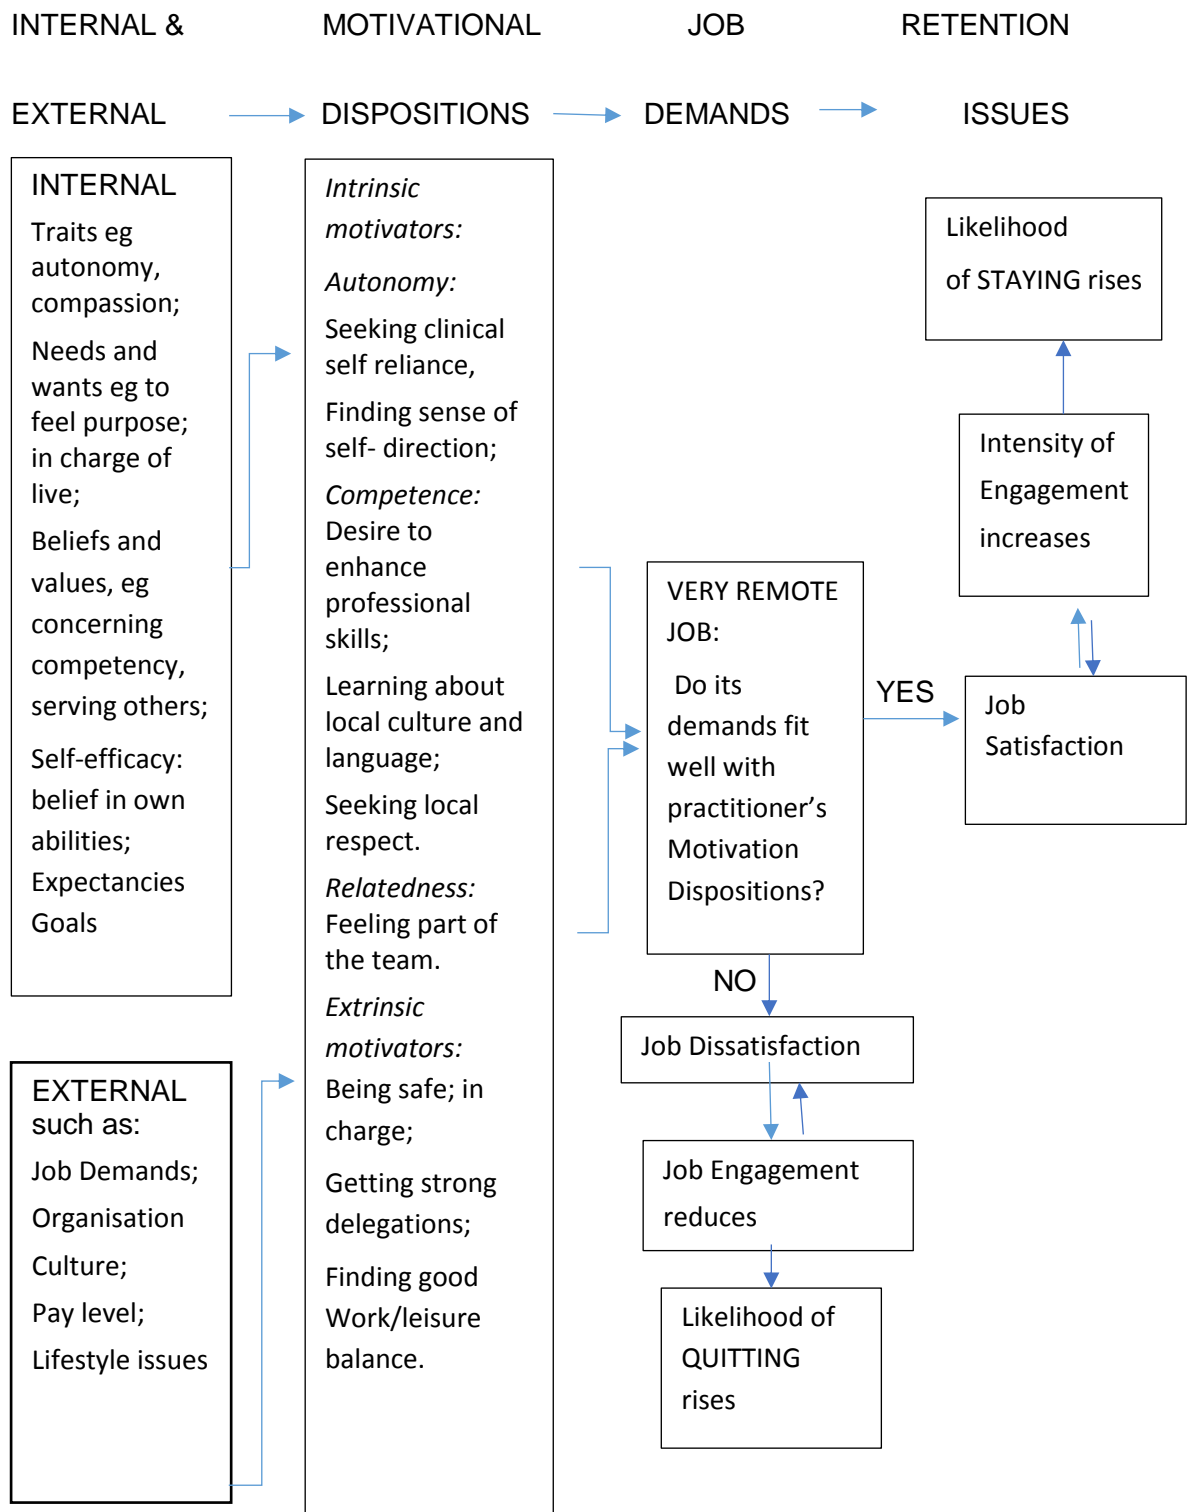 INTERNAL &
EXTERNAL
MOTIVATIONAL
DISPOSITIONS
JOB
DEMANDS
RETENTION
ISSUES
INTERNAL
Traits eg
autonomy,
compassion;
Needs and
wants eg to
feel purpose;
in charge of
live;
Beliefs and
values, eg
concerning
competency,
serving others;
Self-efficacy:
belief in own
abilities;
Expectancies
Goals
EXTERNAL
such as:
Job Demands;
Organisation
Culture;
Pay level;
Lifestyle issues
Intrinsic
motivators:
Autonomy:
Seeking clinical
self reliance,
Finding sense of
self- direction;
Competence:
Desire to
enhance
professional
skills;
Learning about
local culture and
language;
Seeking local
respect.
Relatedness:
Feeling part of
the team.
Extrinsic
motivators:
Being safe; in
charge;
Getting strong
delegations;
Finding good
Work/leisure
balance.
VERY REMOTE
JOB:
Do its
demands fit
well with
practitioner’s
Motivation
Dispositions?
YES
NO
Job Dissatisfaction
Job Engagement
reduces
Likelihood of
QUITTING
rises
Likelihood
of STAYING rises
Intensity of
Engagement
increases
Job
Satisfaction